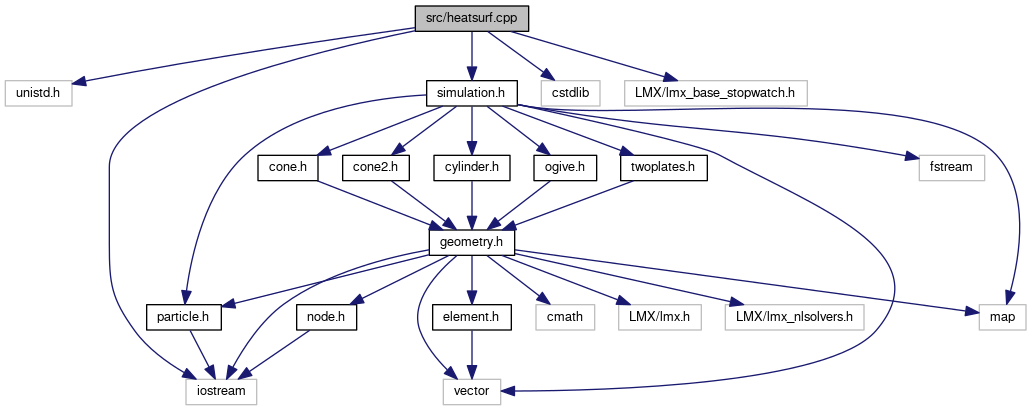 src/heatsurf.cpp
unistd.h
simulation.h
cstdlib
LMX/lmx_base_stopwatch.h
cone.h
cone2.h
cylinder.h
ogive.h
twoplates.h
fstream
geometry.h
particle.h
node.h
element.h
cmath
LMX/lmx.h
LMX/lmx_nlsolvers.h
map
iostream
vector